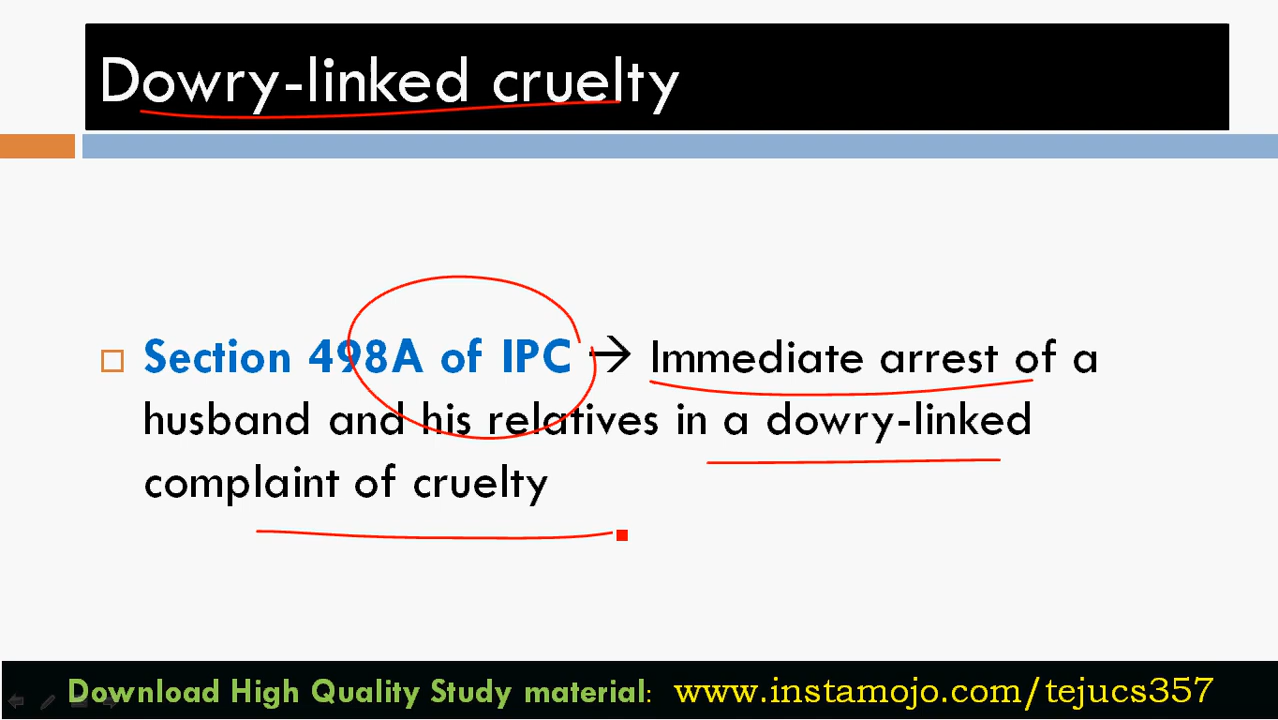 Dowry-linked cruelty
Section 498A of IPC → Immediate arrest of a
husband and his relatives in a dowry-linked
complaint of cruelty
Download High Quality Study material: www.instamojo.com/tejucs357